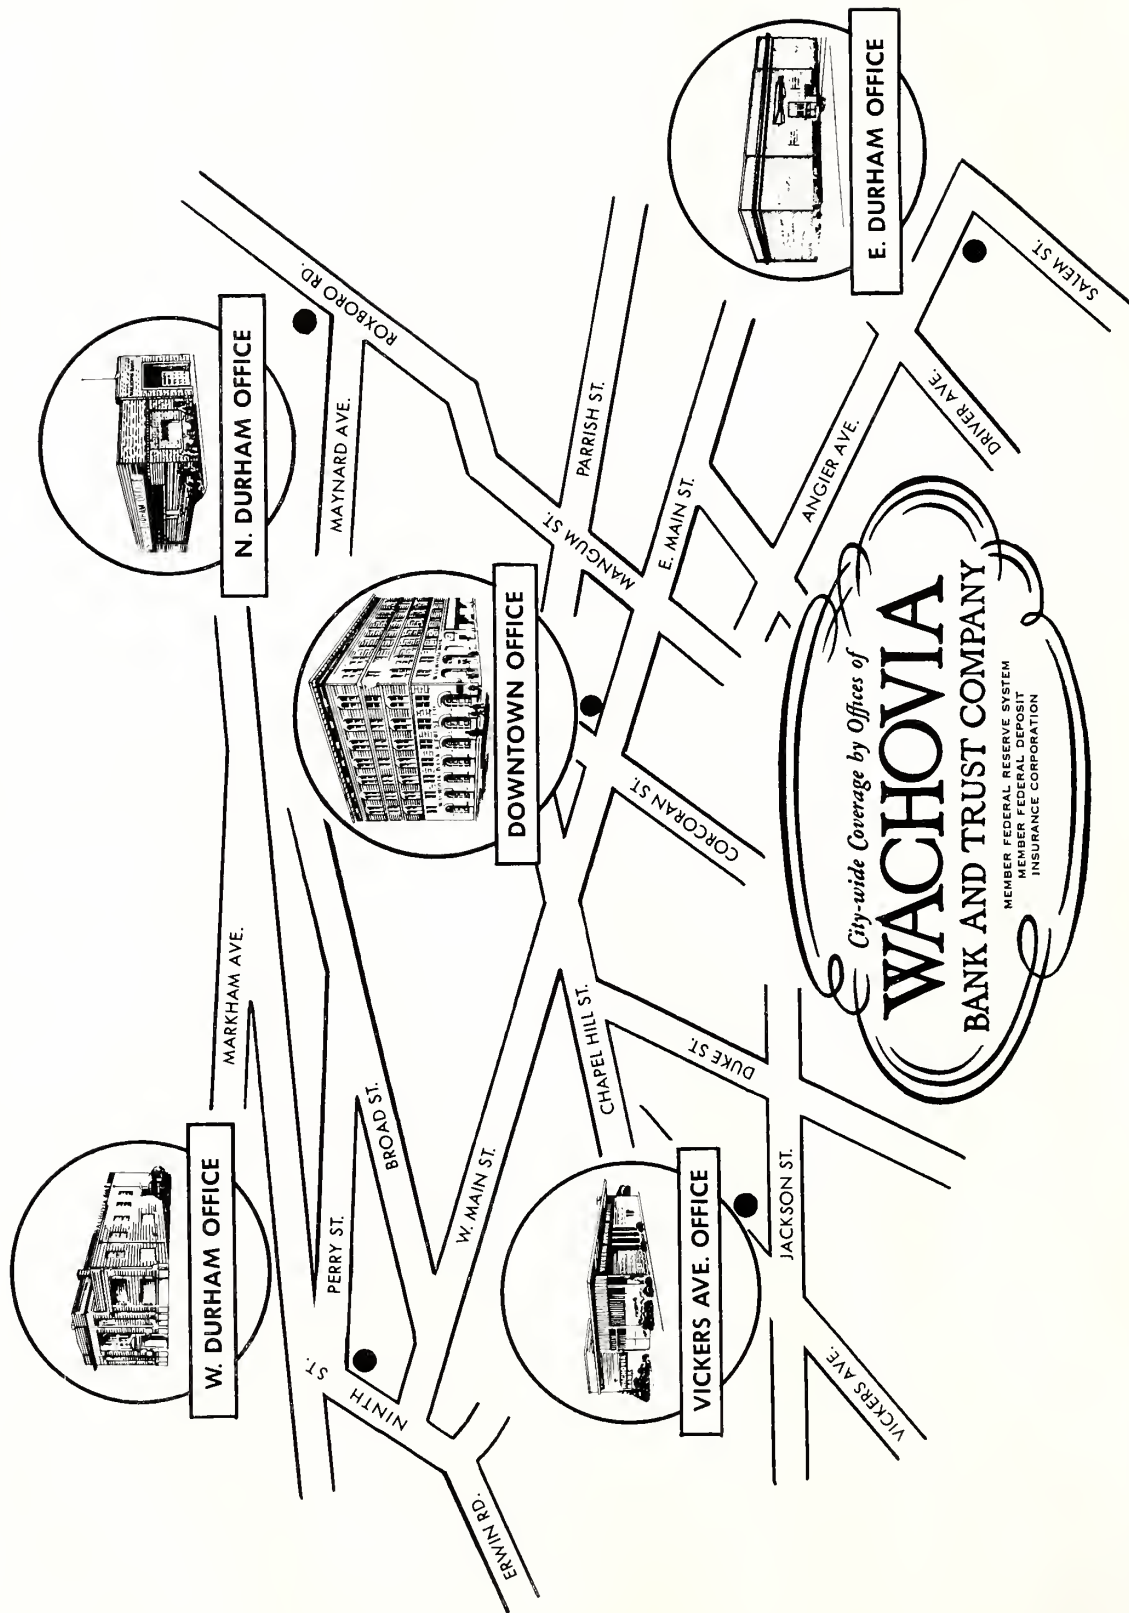 W. DURHAM OFFICE
N. DURHAM OFFICE
DOWNTOWN OFFICE
VICKERS AVE. OFFICE
E. DURHAM OFFICE
MARKHAM AVE.
MAYNARD AVE.
ROXBORO RD.
PERRY ST.
BROAD ST.
NINTH ST.
ERWIN RD.
W. MAIN ST.
CHAPEL HILL ST.
DUKE ST.
JACKSON ST.
VICKERS AVE.
CORCORAN ST.
MANGUM ST.
PARRISH ST.
E. MAIN ST.
ANGIER AVE.
DRIVER AVE.
SALEM ST.
City-wide Coverage by Offices of
WACHOVIA
BANK AND TRUST COMPANY
MEMBER FEDERAL RESERVE SYSTEM
MEMBER FEDERAL DEPOSIT
INSURANCE CORPORATION